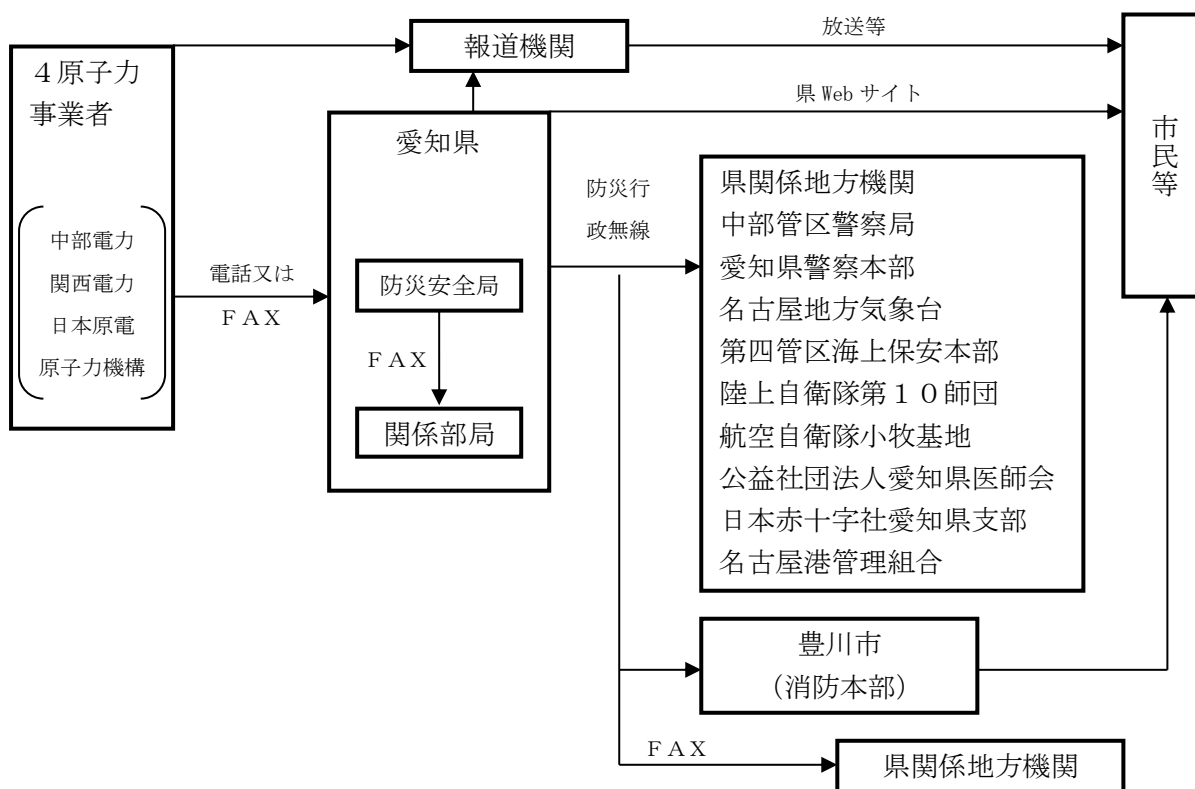 ４原子力
事業者
中部電力
関西電力
日本原電
原子力機構
電話又は
ＦＡＸ
報道機関
放送等
県 Web サイト
愛知県
防災安全局
ＦＡＸ
関係部局
防災行
政無線
県関係地方機関
中部管区警察局
愛知県警察本部
名古屋地方気象台
第四管区海上保安本部
陸上自衛隊第１０師団
航空自衛隊小牧基地
公益社団法人愛知県医師会
日本赤十字社愛知県支部
名古屋港管理組合
豊川市
（消防本部）
ＦＡＸ
県関係地方機関
市民等